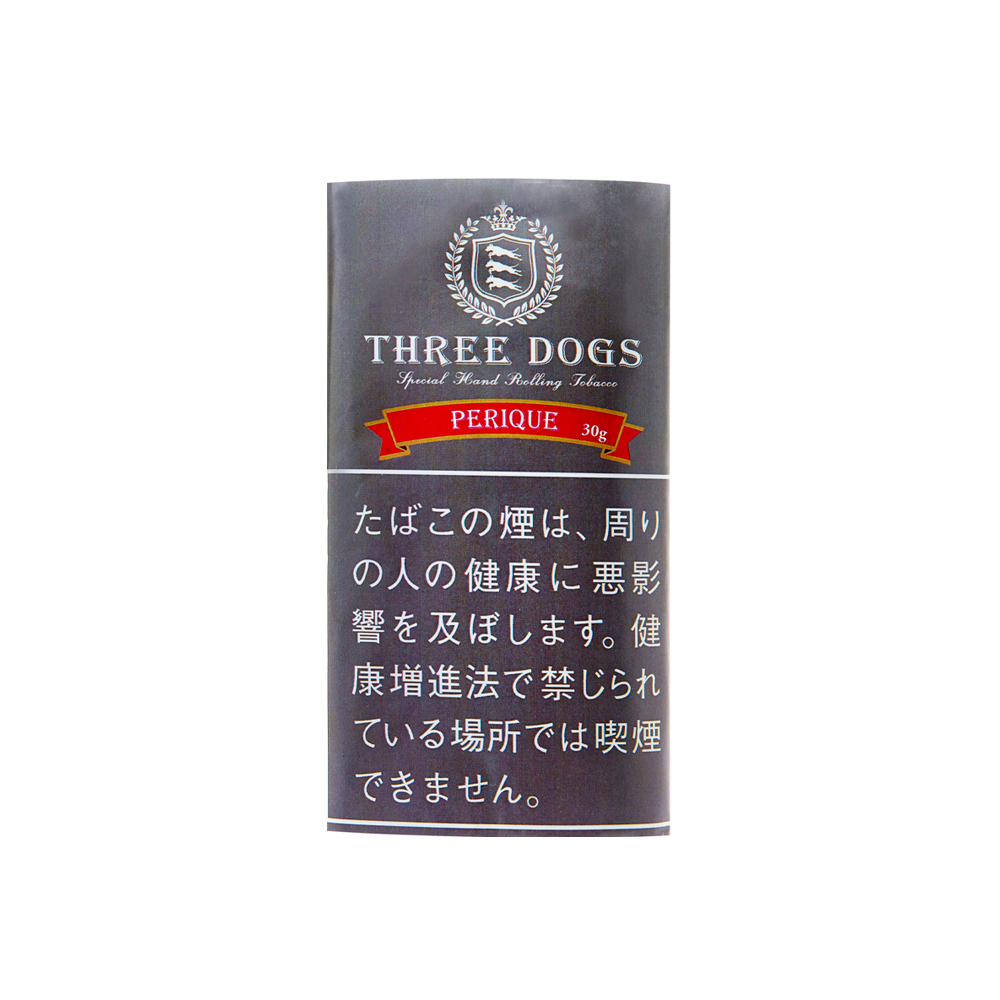 THREE DOGS
Special Hand Rolling Tobacco
PERIQUE 30g
たばこの煙は、周り
の人の健康に悪影
響を及ぼします。健
康増進法で禁じられ
ている場所では喫煙
できません。